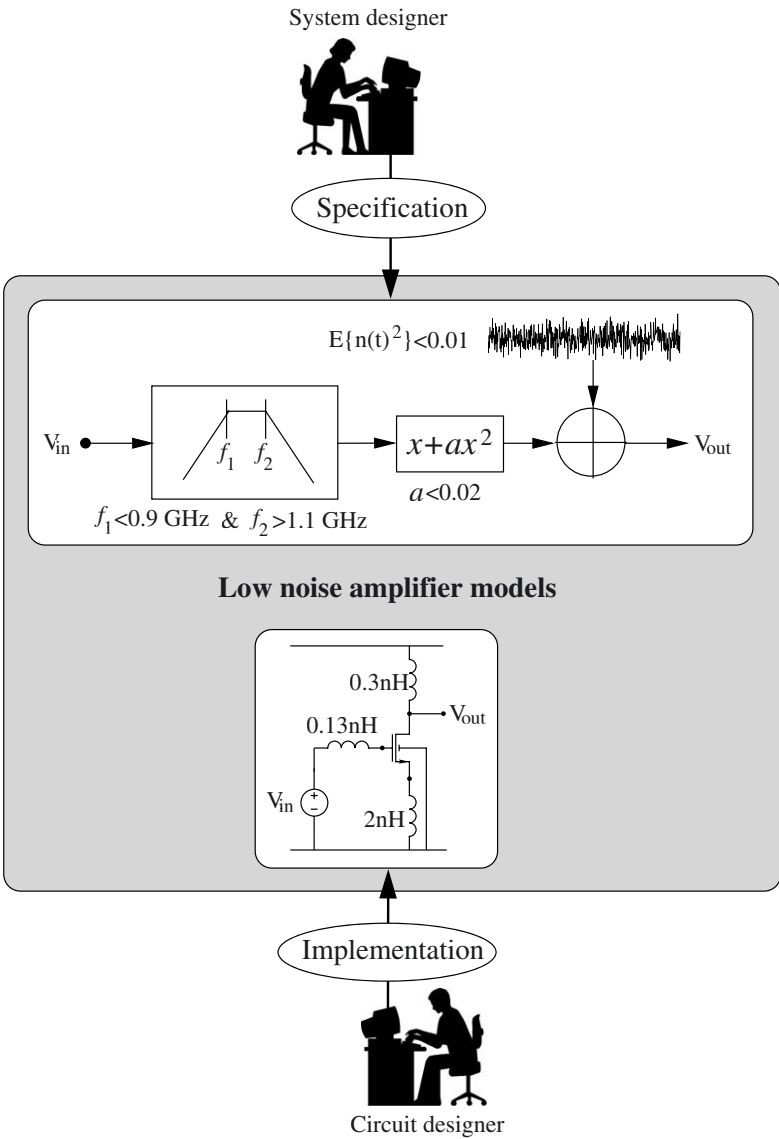 System designer
Specification
E{n(t)²}<0.01
V_in
f_1 f_2
x+ax²
V_out
a<0.02
f_1<0.9 GHz & f_2>1.1 GHz
Low noise amplifier models
0.3nH
V_out
0.13nH
V_in
+
−
2nH
Implementation
Circuit designer